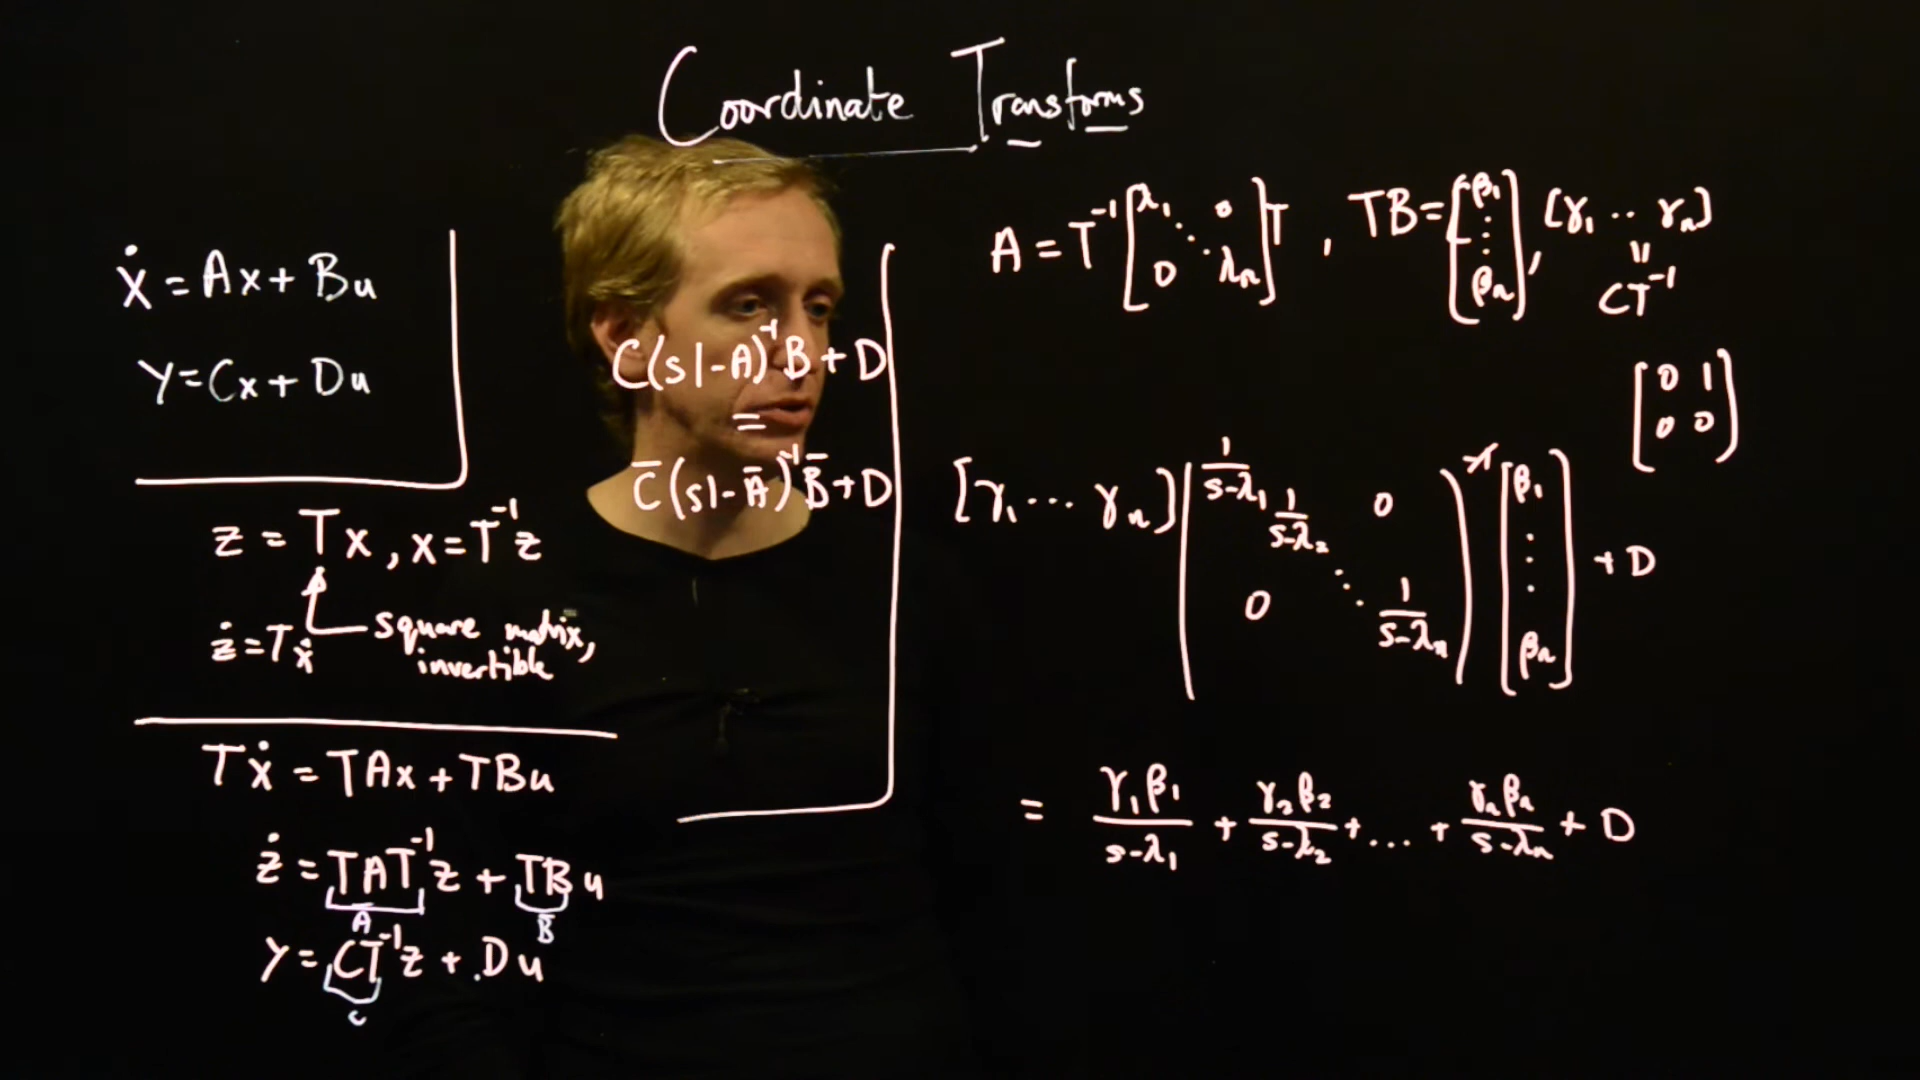 Coordinate Transforms
ẋ = Ax + Bu
y = Cx + Du
z = Tx, x = T⁻¹z
ż = Tẋ
square matrix,
invertible
Tẋ = TAx + TBu
ż = TAT⁻¹z + TBu
Ā B̄
y = CT⁻¹z + Du
C
C(sI-A)⁻¹B + D
=
C̄(sI-Ā)⁻¹B̄ + D
A = T⁻¹ [λ₁ ⋱ 0 0 λₙ] T, TB = [β₁ ⋮ βₙ], [γ₁ ‥ γₙ]
=
CT⁻¹
[0 1
0 0]
[γ₁ ⋯ γₙ] [1/(s-λ₁) 1/(s-λ₂) 0 0 ⋱ 1/(s-λₙ)] [β₁ ⋮ βₙ] + D
= γ₁β₁/(s-λ₁) + γ₂β₂/(s-λ₂) + … + γₙβₙ/(s-λₙ) + D